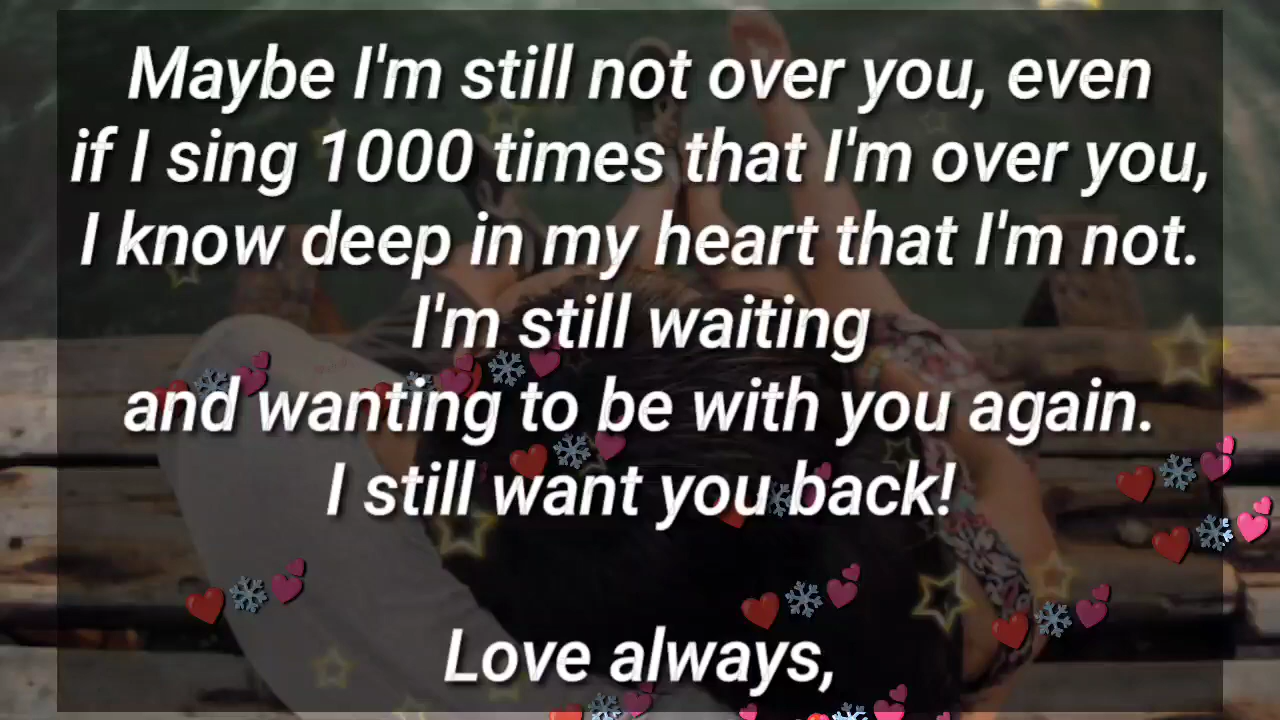 Maybe I'm still not over you, even
if I sing 1000 times that I'm over you,
I know deep in my heart that I'm not.
I'm still waiting
and wanting to be with you again.
I still want you back!
Love always,